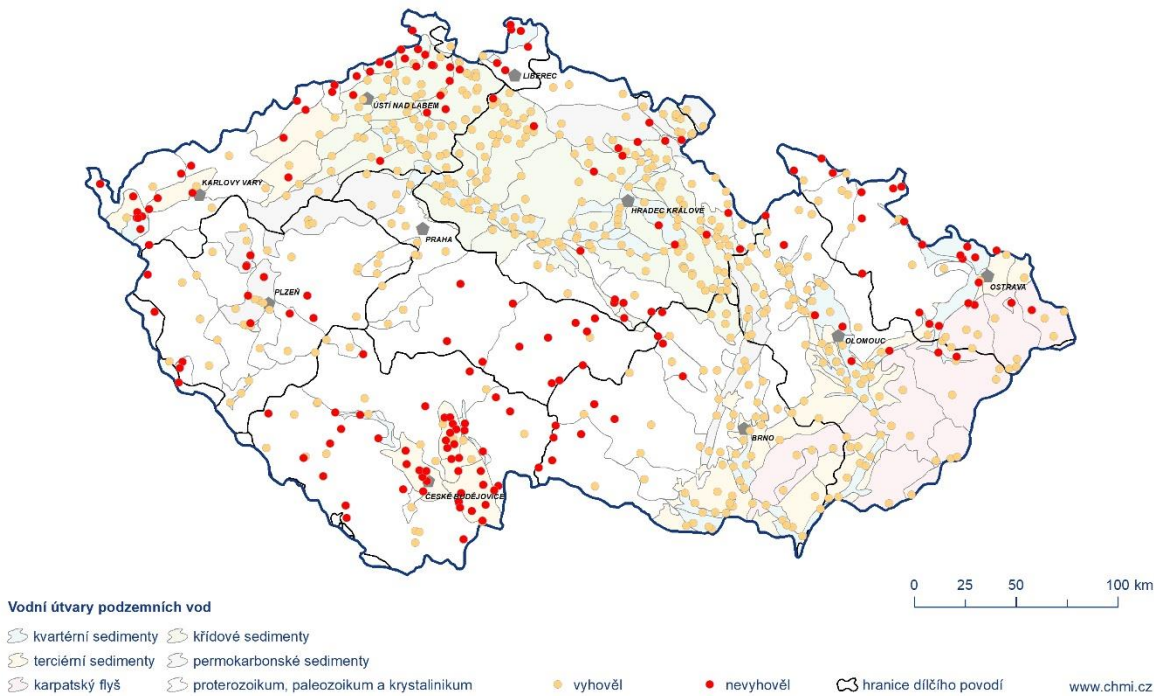 LIBEREC
ÚSTÍ NAD LABEM
KARLOVY VARY
HRADEC KRÁLOVÉ
PRAHA
PLZEŇ
OSTRAVA
OLOMOUC
BRNO
ČESKÉ BUDĚJOVICE
0 25 50 100 km
Vodní útvary podzemních vod
kvartérní sedimenty křídové sedimenty
terciérní sedimenty permokarbonské sedimenty
karpatský flyš proterozoikum, paleozoikum a krystalinikum vyhověl nevyhověl hranice dílčího povodí www.chmi.cz